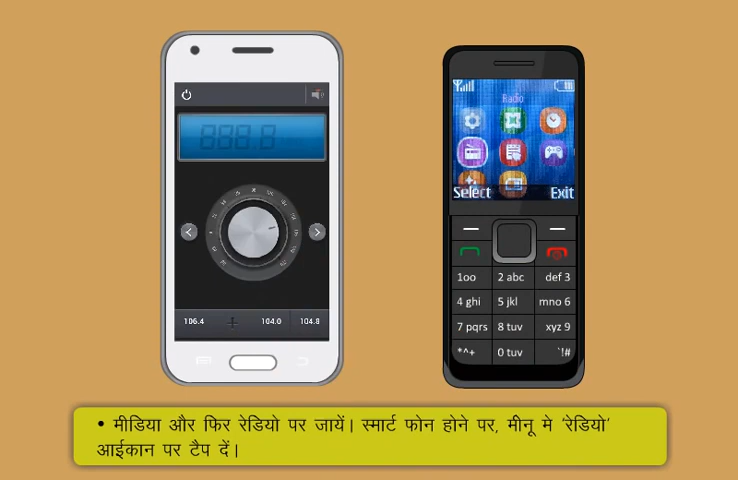 888.8
106.4 104.0 104.8
Radio
Select Exit
1oo 2 abc def 3
4 ghi 5 jkl mno 6
7 pqrs 8 tuv xyz 9
*^+ 0 tuv `!#
• मीडिया और फिर रेडियो पर जायें। स्मार्ट फोन होने पर, मीनू मे 'रेडियो'
आईकान पर टैप दें।